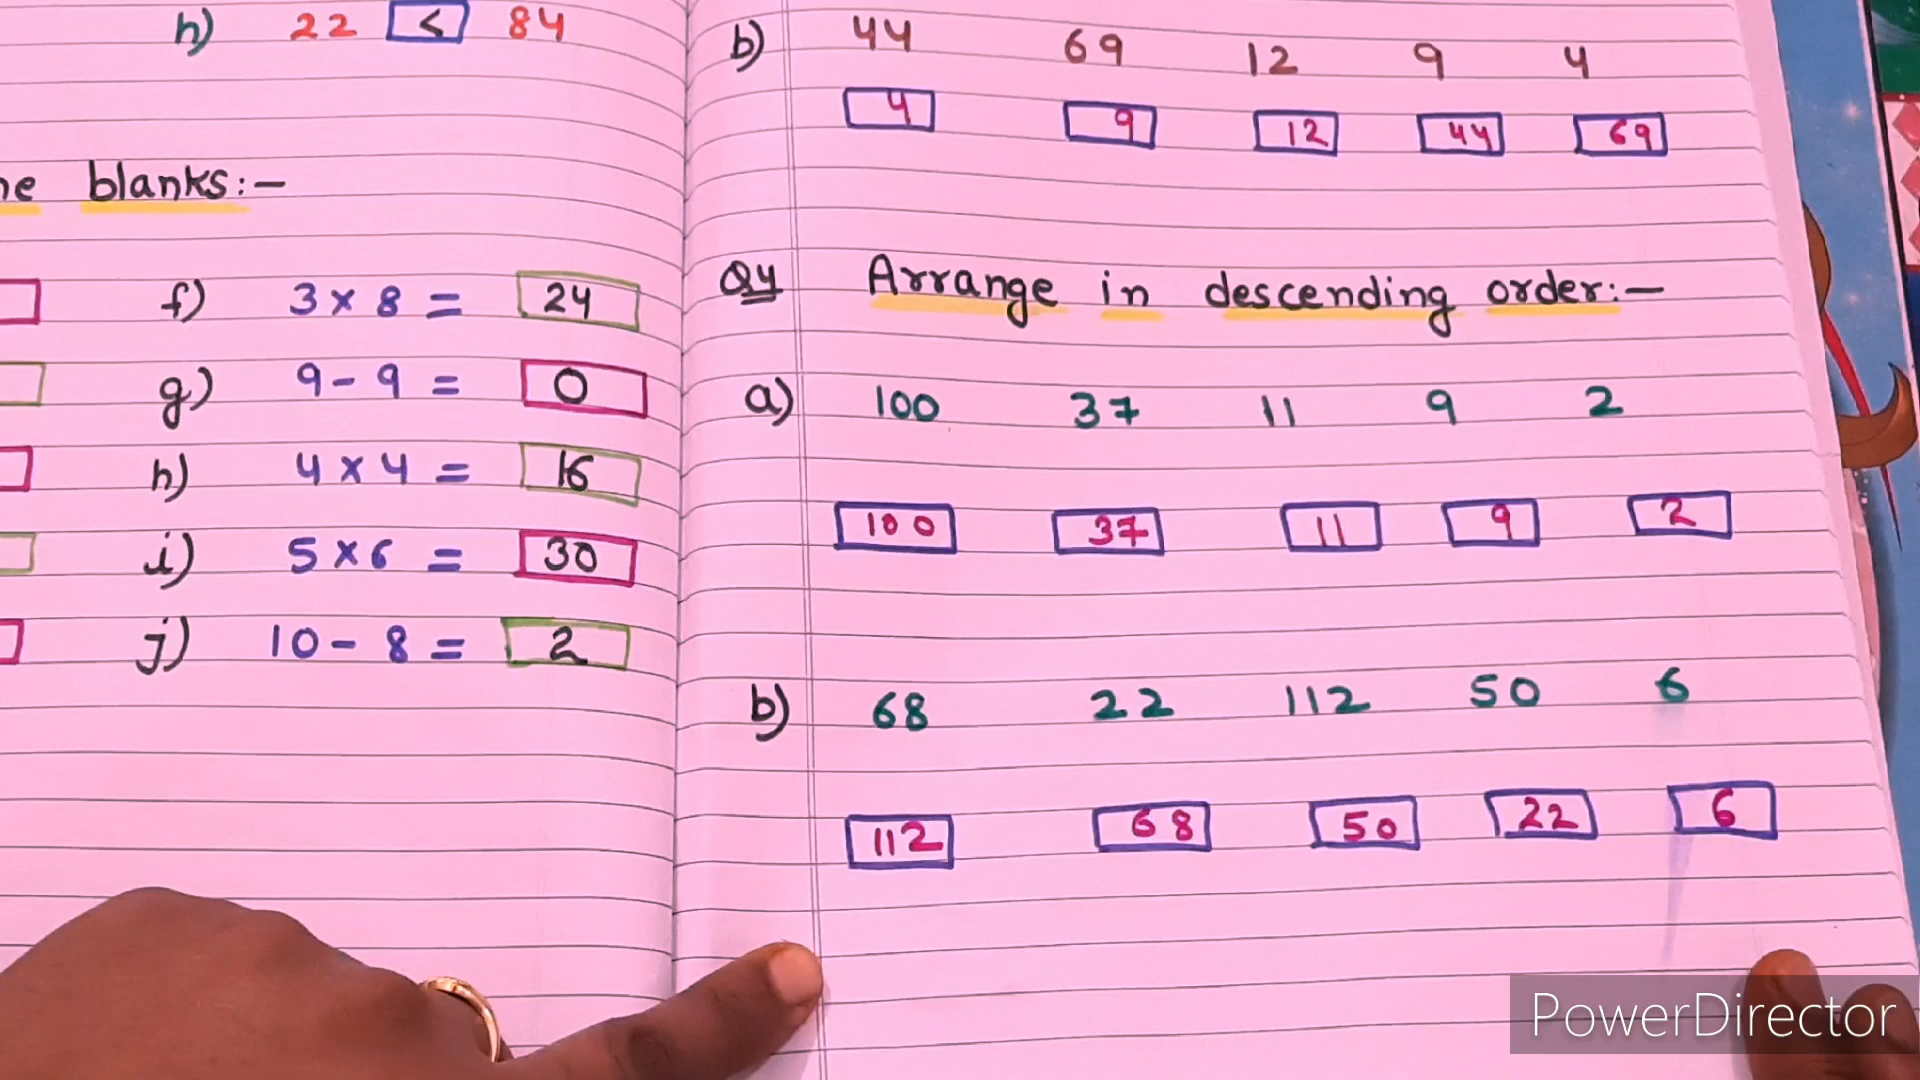 h) 22 < 84
ne blanks:-
f) 3 × 8 = 24
g) 9 - 9 = 0
h) 4 × 4 = 16
i) 5 × 6 = 30
j) 10 - 8 = 2
b) 44 69 12 9 4
4 9 12 44 69
Q4 Arrange in descending order:-
a) 100 37 11 9 2
100 37 11 9 2
b) 68 22 112 50 6
112 68 50 22 6
PowerDirector